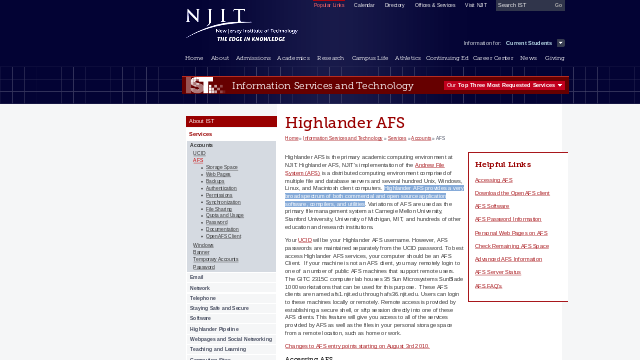 Popular Links Calendar Directory Offices & Services Visit NJIT Search IST Go
NJIT
New Jersey Institute of Technology
THE EDGE IN KNOWLEDGE
Information for: Current Students
Home About Admissions Academics Research Campus Life Athletics Continuing Ed Career Center News Giving
IST Information Services and Technology Our Top Three Most Requested Services
About IST
Services
Accounts
UCID
AFS
Storage Space
Web Pages
Backups
Authentication
Permissions
Synchronization
File Sharing
Quota and Usage
Password
Documentation
OpenAFS Client
Windows
Banner
Temporary Accounts
Password
Email
Network
Telephone
Staying Safe and Secure
Software
Highlander Pipeline
Webpages and Social Networking
Teaching and Learning
Highlander AFS
Home» Information Services and Technology » Services » Accounts» AFS
Highlander AFS is the primary academic computing environment at
NJIT. Highlander AFS, NJIT's implementation of the Andrew File
System (AFS) is a distributed computing environment comprised of
multiple file and database servers and several hundred Unix, Windows,
Linux, and Macintosh client computers. Highlander AFS provides a very
broad spectrum of both commercial and open source application
software, compilers, and utilities. Variations of AFS are used as the
primary file management system at Carnegie Mellon University,
Stanford University, University of Michigan, MIT, and hundreds of other
education and research institutions.
Your UCID will be your Highlander AFS username. However, AFS
passwords are maintained separately from the UCID password. To best
access Highlander AFS services, your computer should be an AFS
Client. If your machine is not an AFS client, you may remotely login to
one of a number of public AFS machines that support remote users.
The GITC 2315C computer lab houses 35 Sun Microsystems SunBlade
1000 workstations that can be used for this purpose. These AFS
clients are named afs1.njit.edu through afs36.njit.edu. Users can login
to these machines locally or remotely. Remote access is provided by
establishing a secure shell, or sftp session directly into one of these
AFS clients. This feature will give you access to all of the services
provided by AFS as well as the files in your personal storage space
from a remote location, such as home or work.
Changes to AFS entry points starting on August 3rd 2010.
Accessing AFS
Helpful Links
Accessing AFS
Download the OpenAFS client
AFS Software
AFS Password Information
Personal Web Pages on AFS
Check Remaining AFS Space
Advanced AFS Information
AFS Server Status
AFS FAQ's